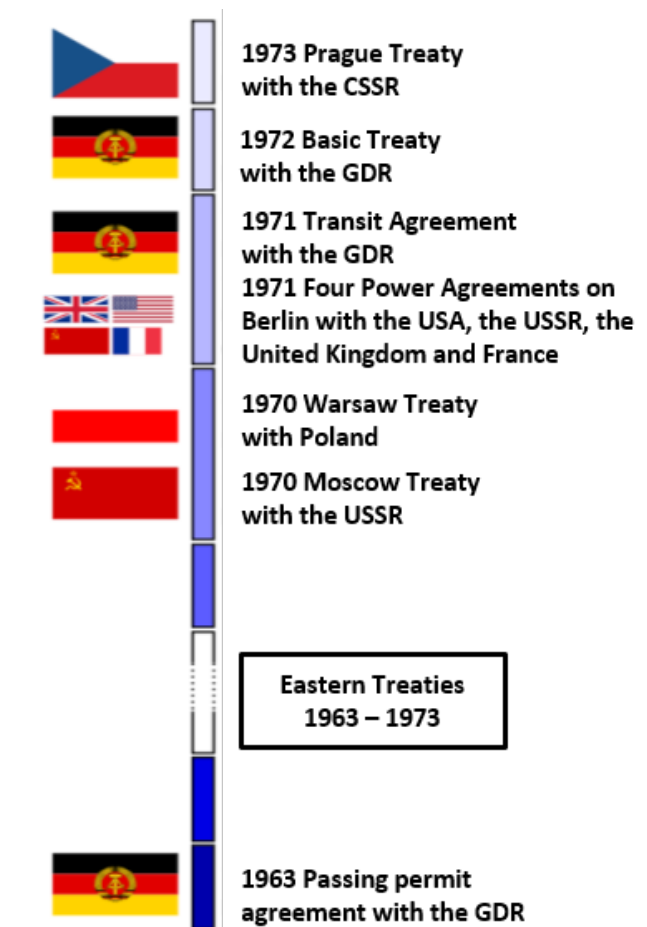 1973 Prague Treaty
with the CSSR
1972 Basic Treaty
with the GDR
1971 Transit Agreement
with the GDR
1971 Four Power Agreements on
Berlin with the USA, the USSR, the
United Kingdom and France
1970 Warsaw Treaty
with Poland
1970 Moscow Treaty
with the USSR
Eastern Treaties
1963 – 1973
1963 Passing permit
agreement with the GDR